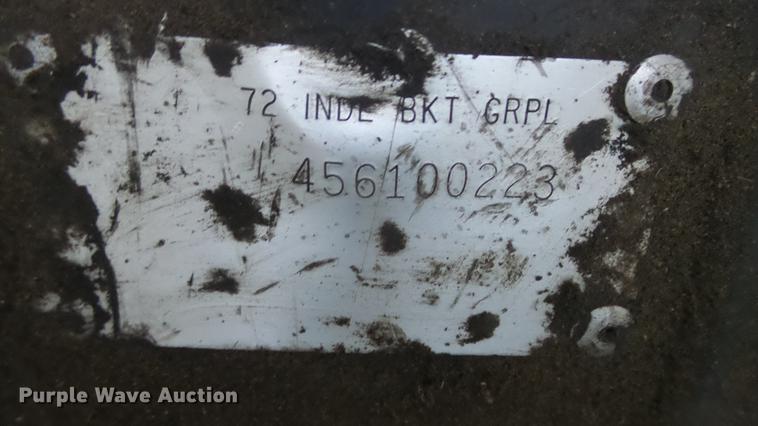 72 INDE BKT GRPL
456100223
Purple Wave Auction